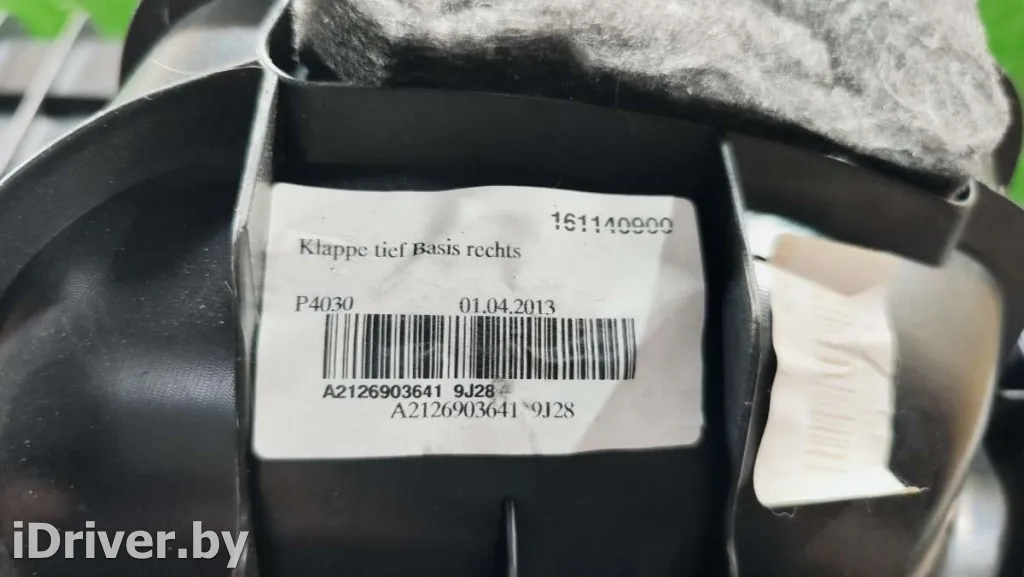 161140900
Klappe tief Basis rechts
P4030 01.04.2013
A2126903641 9J28
A2126903641 9J28
iDriver.by